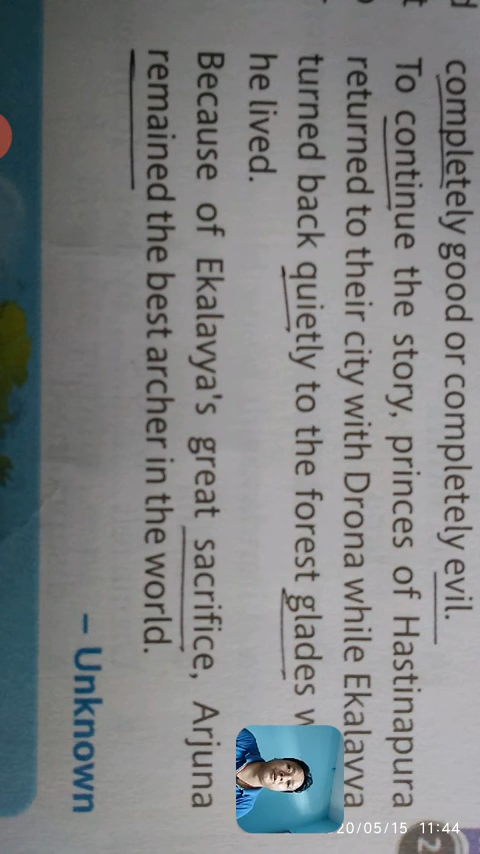 completely good or completely evil.
To continue the story, princes of Hastinapura
returned to their city with Drona while Ekalavya
turned back quietly to the forest glades
he lived.
Because of Ekalavya's great sacrifice, Arjuna
remained the best archer in the world.
– Unknown
2
20/05/15 11:44